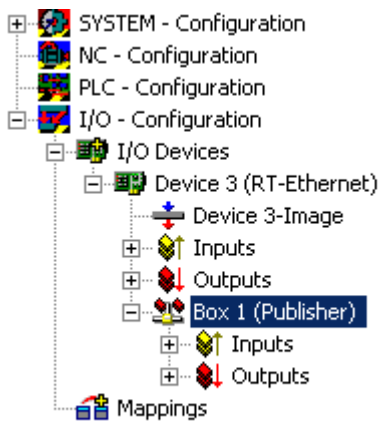 SYSTEM - Configuration
NC - Configuration
PLC - Configuration
I/O - Configuration
I/O Devices
Device 3 (RT-Ethernet)
Device 3-Image
Inputs
Outputs
Box 1 (Publisher)
Inputs
Outputs
Mappings